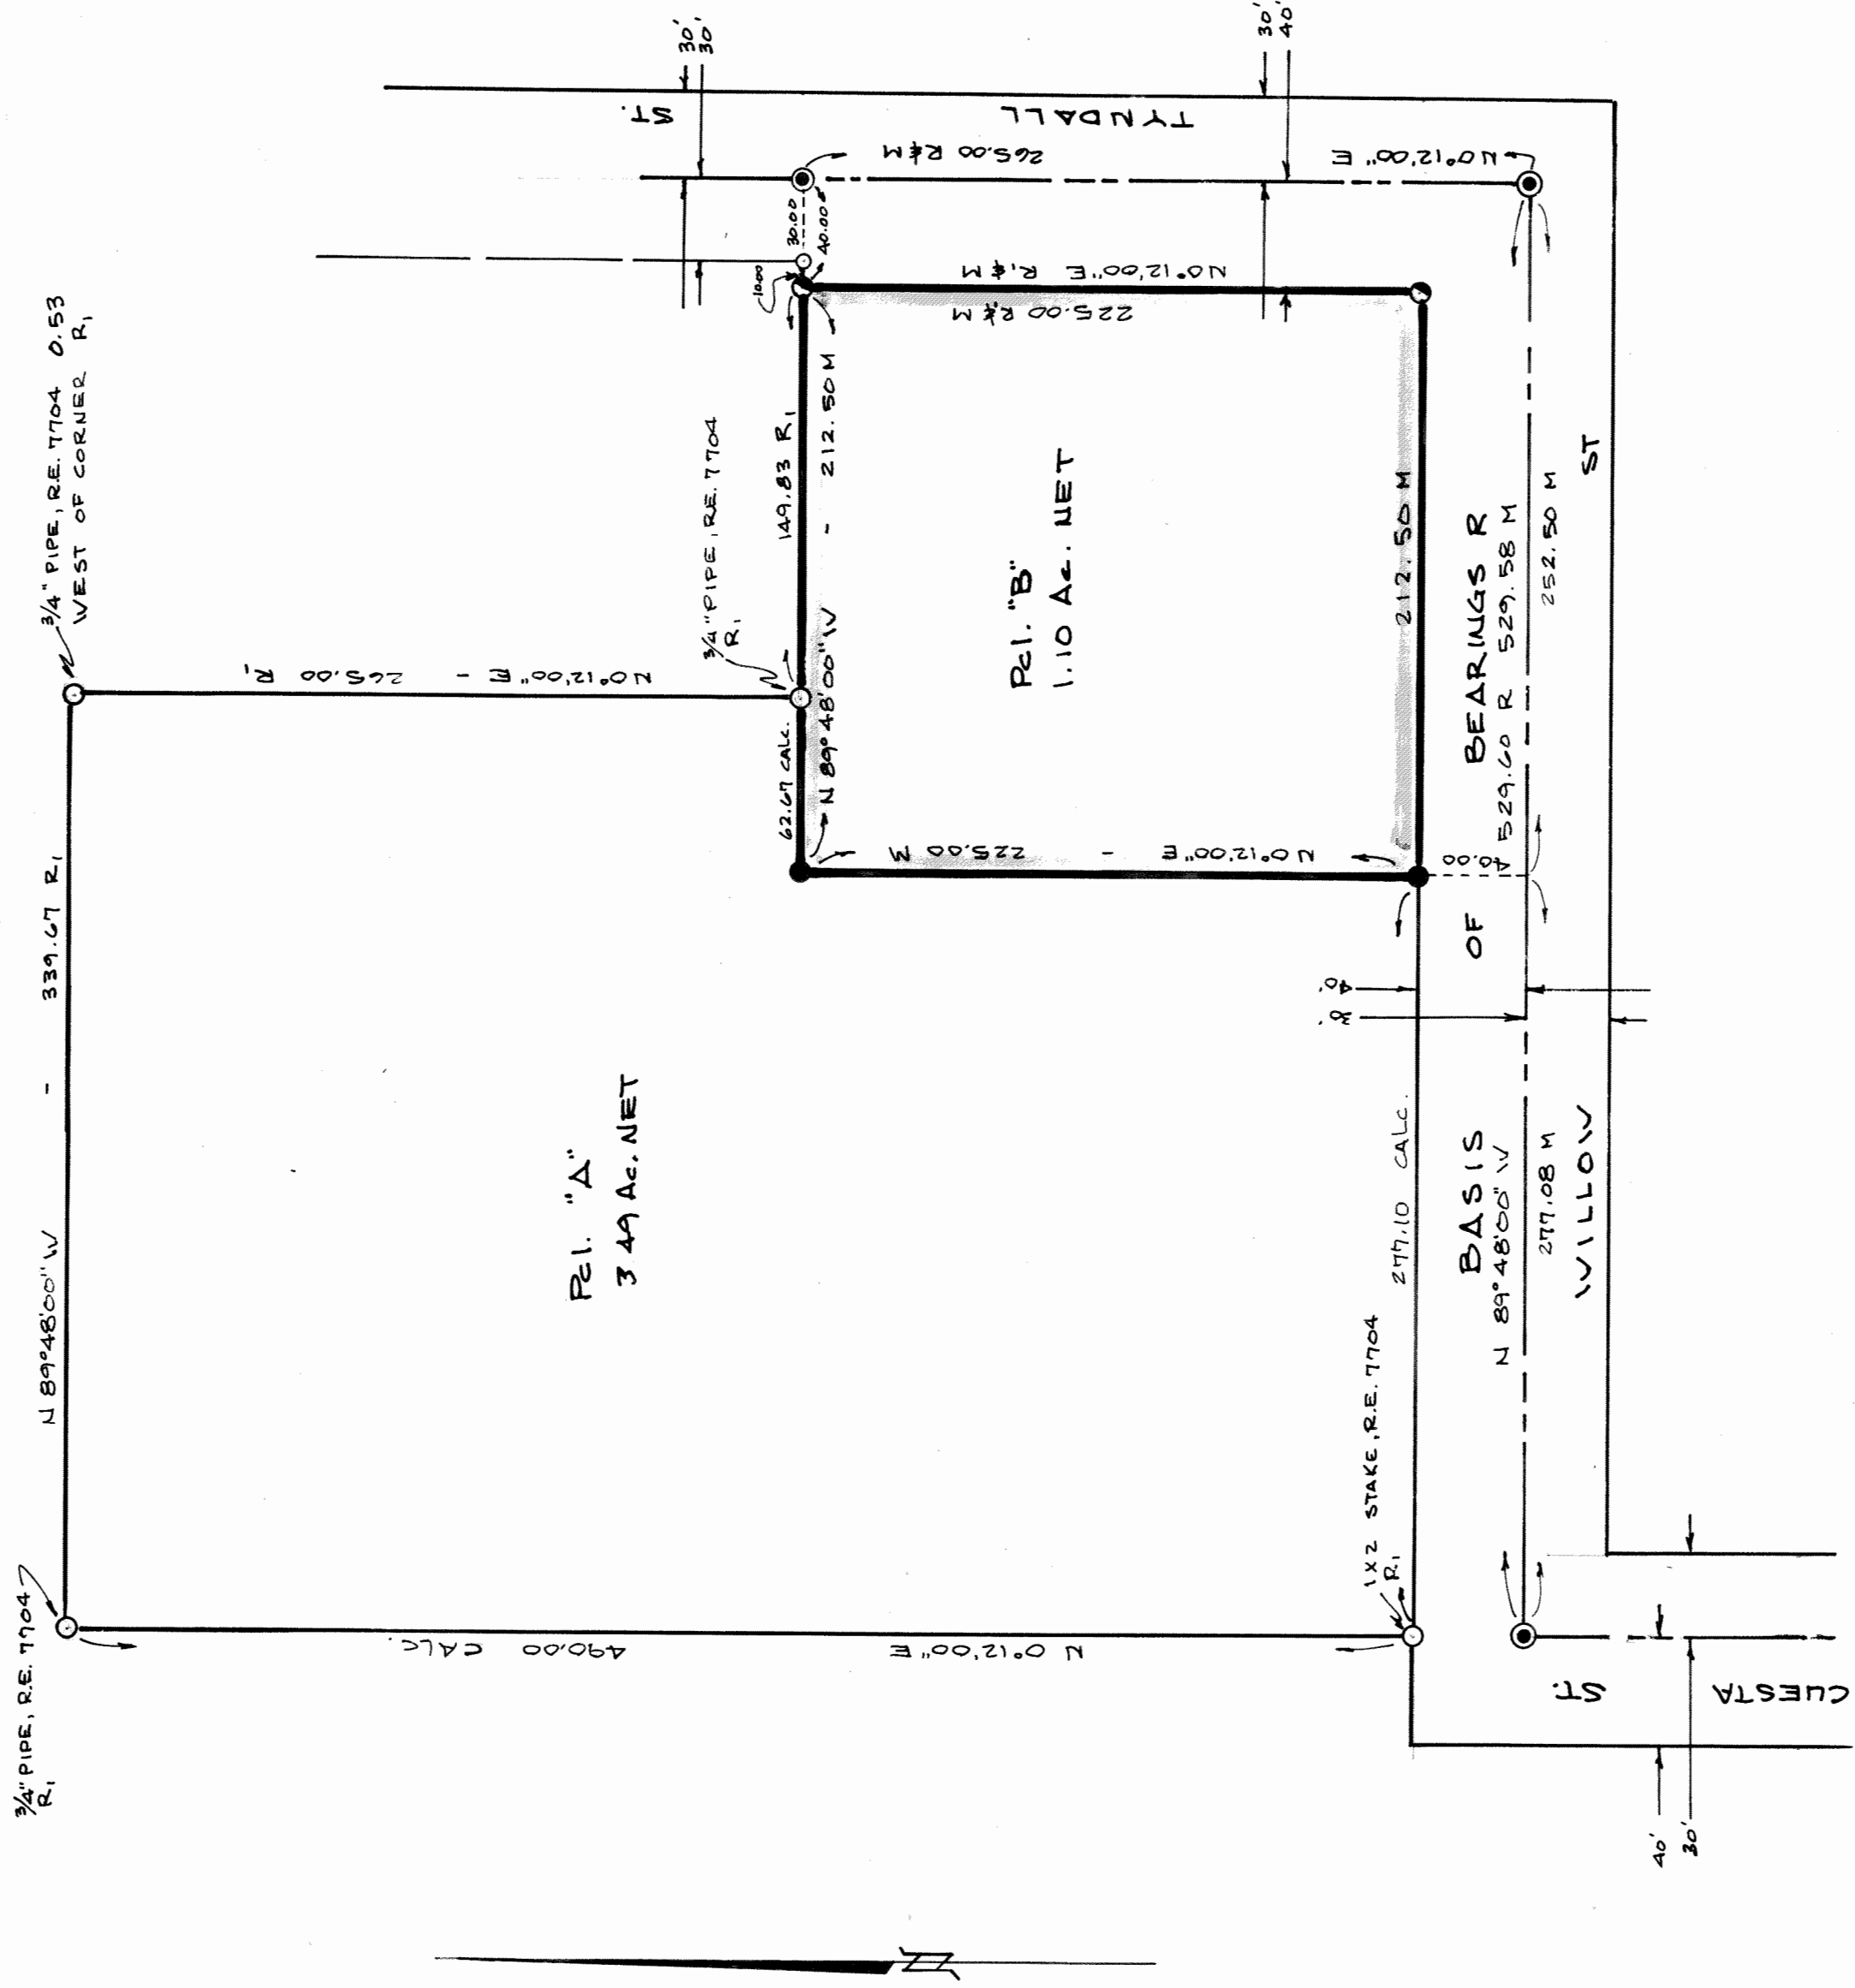 3/4" PIPE, R.E. 7704
R₁
N 89°48'00" W - 339.67 R₁
3/4" PIPE, R.E. 7704 0.53
WEST OF CORNER R₁
N 0°12'00" E - 265.00 R₁
N 0°12'00" E 490.00 CALC.
Pcl. "A"
3.49 Ac. NET
3/4" PIPE, R.E. 7704
R₁
62.67 CALC.
149.83 R₁
10.00
30.00
40.00
N 89°48'00" W - 212.50 M
N 0°12'00" E - 225.00 M
Pcl. "B"
1.10 Ac. NET
N 0°12'00" E R₁ & M
225.00 R & M
212.50 M
1 X 2 STAKE, R.E. 7704
R₁
277.10 CALC.
40'
30'
40.00
BASIS OF BEARINGS R
N 89°48'00" W 529.60 R 529.58 M
277.08 M
252.50 M
WILLOW ST
N 0°12'00" E
265.00 R & M
TYNDALL ST.
30'
30'
30'
40'
CUESTA ST.
40'
30'
N